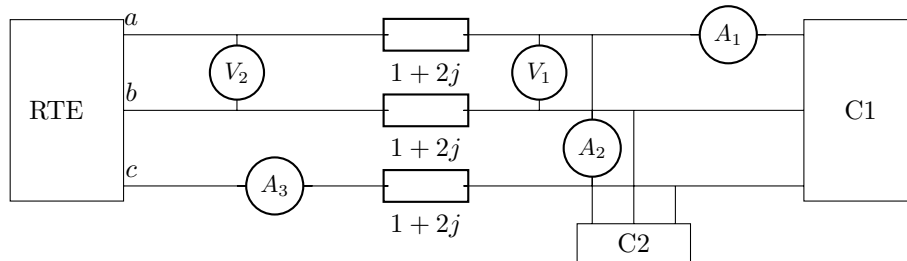 a
A₁
V₂
V₁
1 + 2j
b
RTE
C1
1 + 2j
A₂
c
A₃
1 + 2j
C2